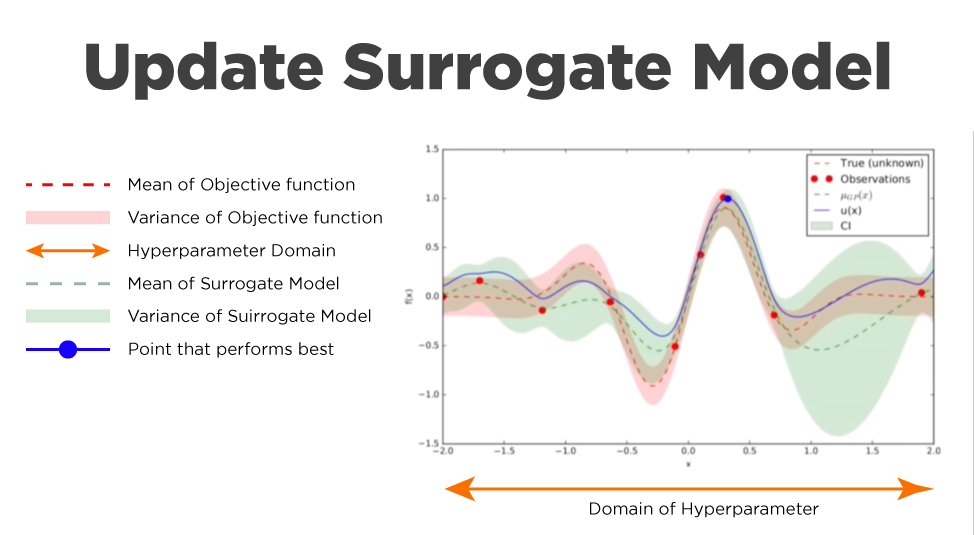 Update Surrogate Model
Mean of Objective function
Variance of Objective function
Hyperparameter Domain
Mean of Surrogate Model
Variance of Suirrogate Model
Point that performs best
True (unknown)
Observations
μGP(x)
u(x)
CI
1.5
1.0
0.5
0.0
−0.5
−1.0
−1.5
f(x)
−2.0 −1.5 −1.0 −0.5 0.0 0.5 1.0 1.5 2.0
x
Domain of Hyperparameter